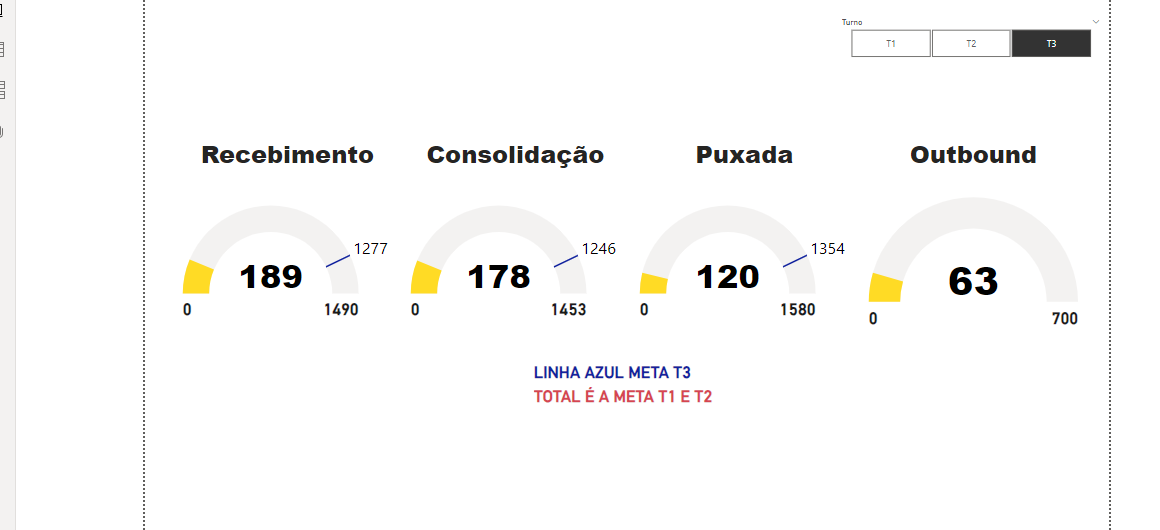 Turno
T1 T2 T3
Recebimento Consolidação Puxada Outbound
1277 1246 1354
189 178 120 63
0 1490 0 1453 0 1580 0 700
LINHA AZUL META T3
TOTAL É A META T1 E T2